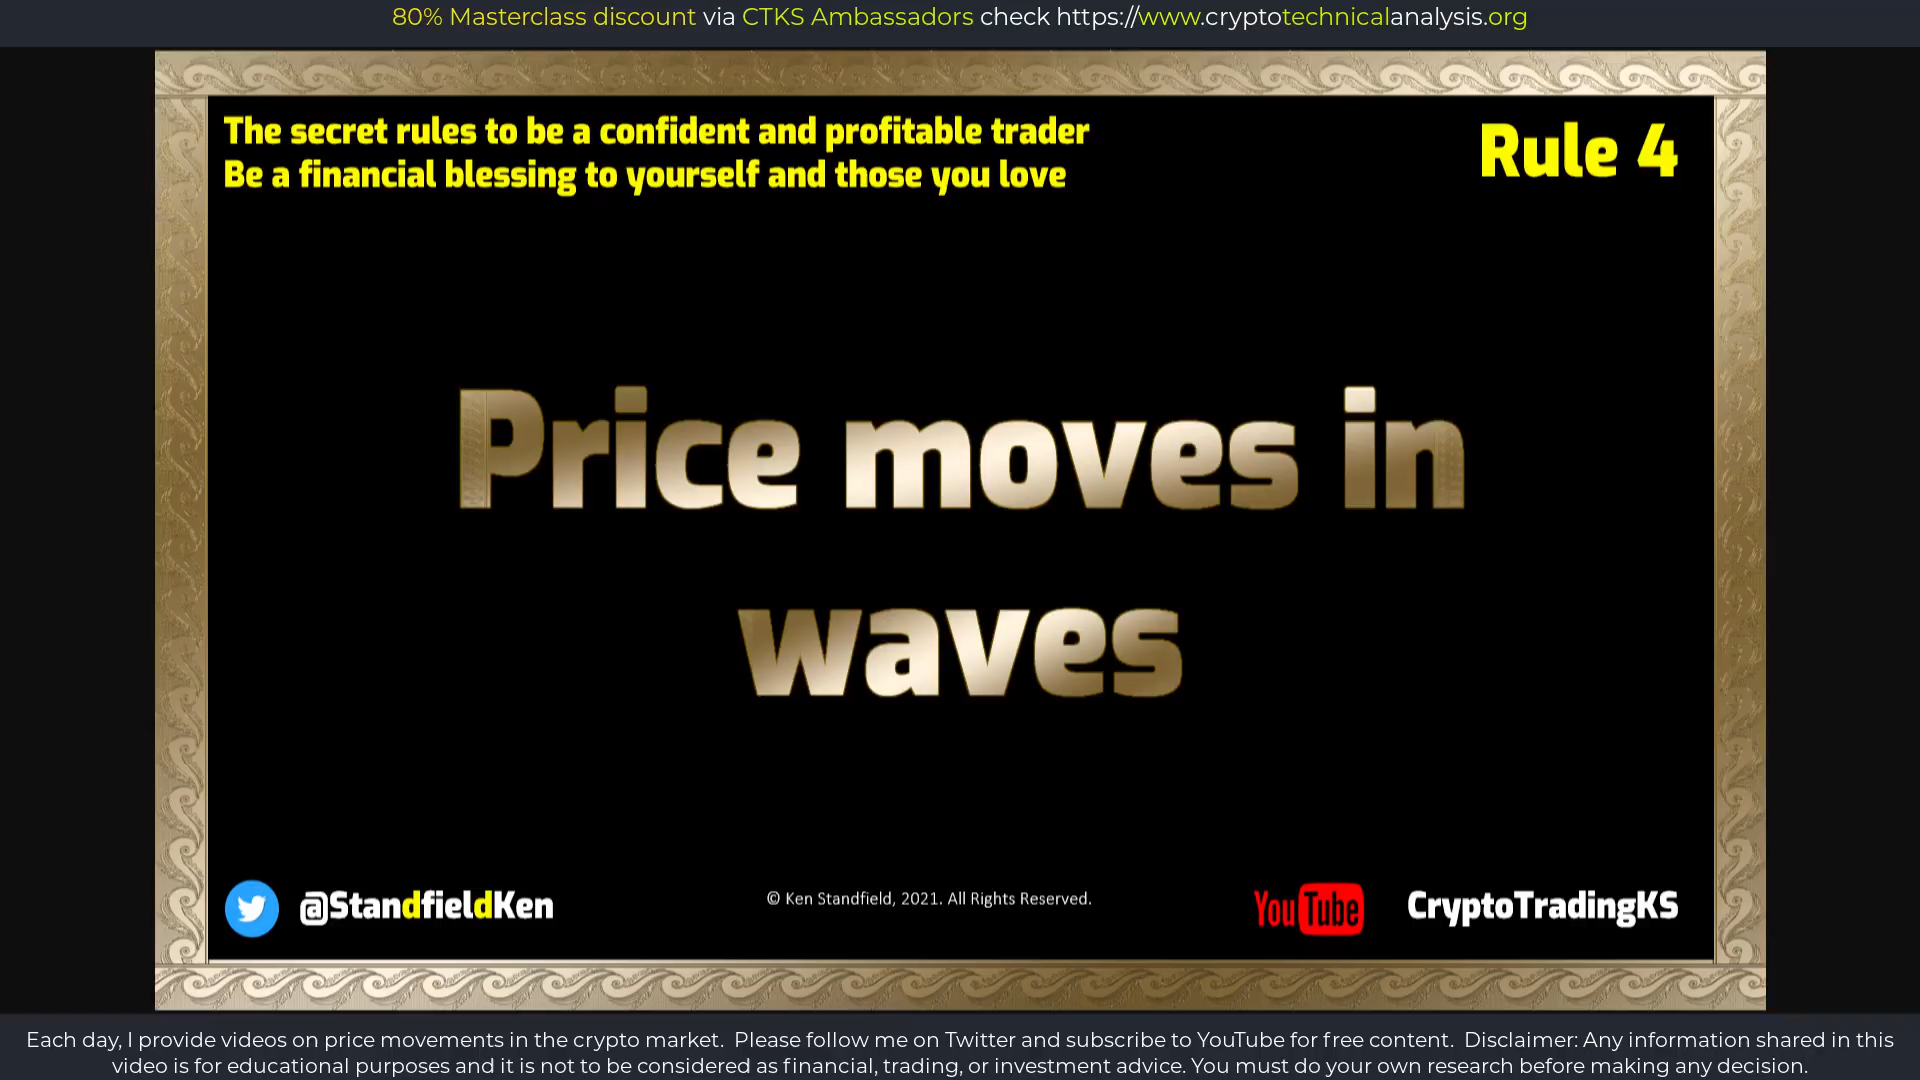 80% Masterclass discount via CTKS Ambassadors check https://www.cryptotechnicalanalysis.org
The secret rules to be a confident and profitable trader
Be a financial blessing to yourself and those you love
Rule 4
Price moves in
waves
@StandfieldKen
© Ken Standfield, 2021. All Rights Reserved.
YouTube
CryptoTradingKS
Each day, I provide videos on price movements in the crypto market. Please follow me on Twitter and subscribe to YouTube for free content. Disclaimer: Any information shared in this
video is for educational purposes and it is not to be considered as financial, trading, or investment advice. You must do your own research before making any decision.